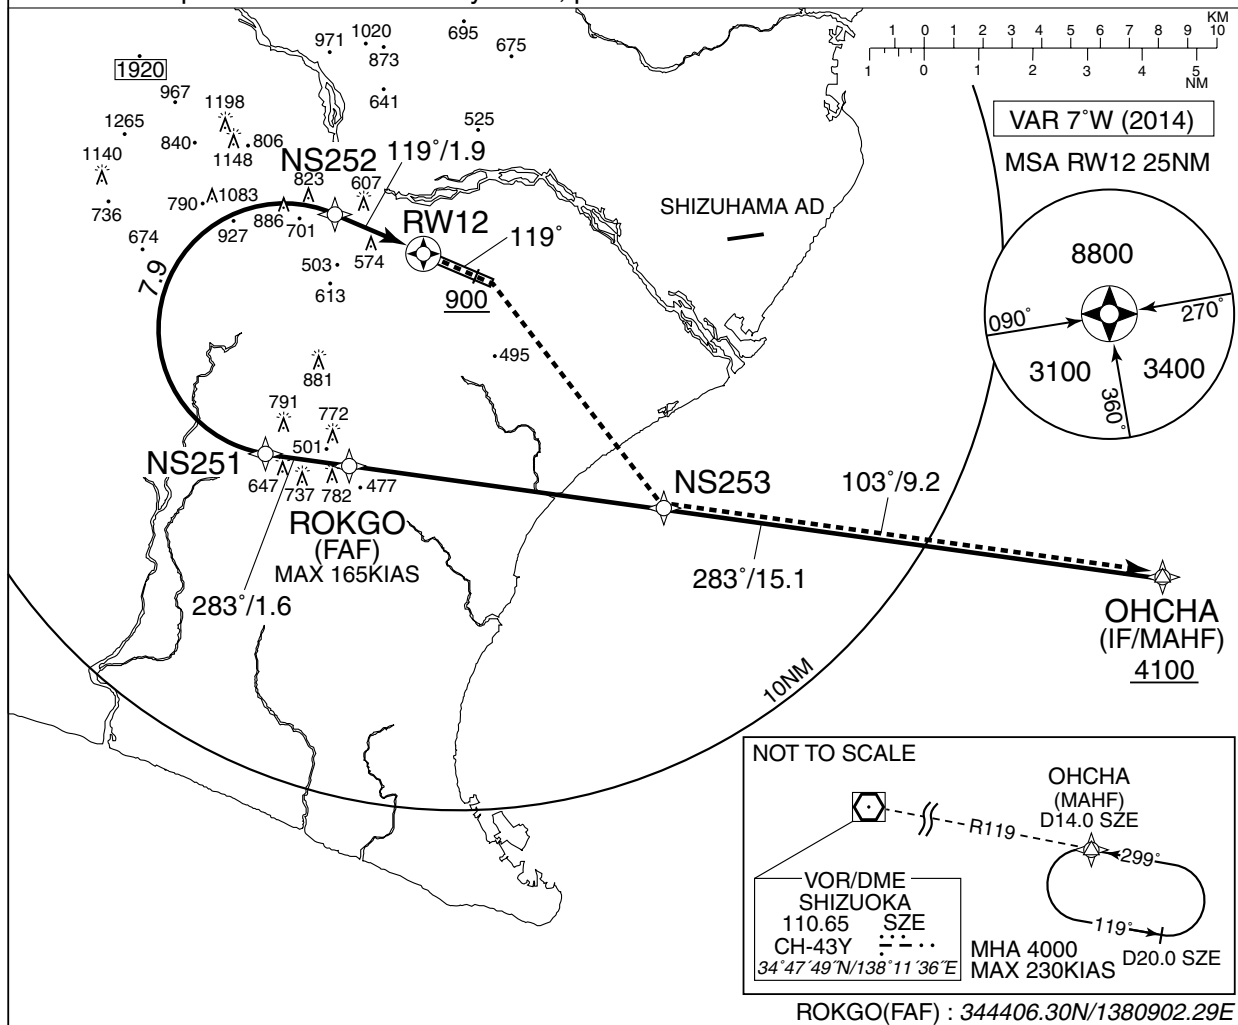 971
1020
873
695
675
641
525
1920
967
1198
1265
840
1148
806
1140
736
790
1083
886
823
701
607
927
674
NS252
119°/1.9
RW12
119°
574
503
613
900
495
7.9
881
791
772
501
NS251
647
737
782
477
ROKGO
(FAF)
MAX 165KIAS
283°/1.6
SHIZUHAMA AD
1 0 1 2 3 4 5 6 7 8 9 10
KM
1 0 1 2 3 4 5
NM
VAR 7°W (2014)
MSA RW12 25NM
8800
090°
270°
3100
3400
360°
NS253
103°/9.2
283°/15.1
OHCHA
(IF/MAHF)
4100
10NM
NOT TO SCALE
OHCHA
(MAHF)
D14.0 SZE
R119
299°
119°
D20.0 SZE
VOR/DME
SHIZUOKA
110.65 SZE
CH-43Y
34°47´49˝N/138°11´36˝E
MHA 4000
MAX 230KIAS
ROKGO(FAF) : 344406.30N/1380902.29E